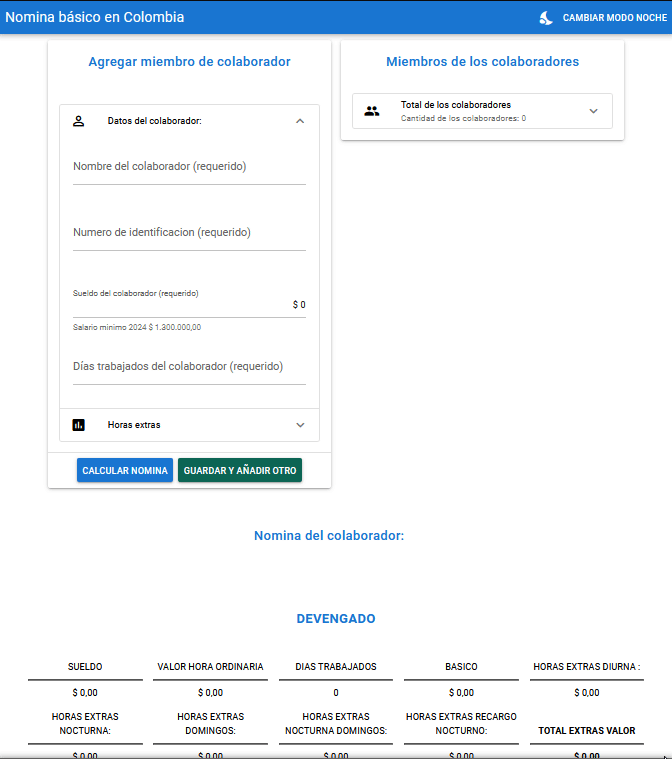 Nomina básico en Colombia
CAMBIAR MODO NOCHE
Agregar miembro de colaborador
Datos del colaborador:
Nombre del colaborador (requerido)
Numero de identificacion (requerido)
Sueldo del colaborador (requerido)
$ 0
Salario minimo 2024 $ 1.300.000,00
Días trabajados del colaborador (requerido)
Horas extras
CALCULAR NOMINA
GUARDAR Y AÑADIR OTRO
Miembros de los colaboradores
Total de los colaboradores
Cantidad de los colaboradores: 0
Nomina del colaborador:
DEVENGADO
SUELDO
VALOR HORA ORDINARIA
DIAS TRABAJADOS
BASICO
HORAS EXTRAS DIURNA :
$ 0,00
$ 0,00
0
$ 0,00
$ 0,00
HORAS EXTRAS
NOCTURNA:
HORAS EXTRAS
DOMINGOS:
HORAS EXTRAS
NOCTURNA DOMINGOS:
HORAS EXTRAS RECARGO
NOCTURNO:
TOTAL EXTRAS VALOR
$ 0,00
$ 0,00
$ 0,00
$ 0,00
$ 0,00